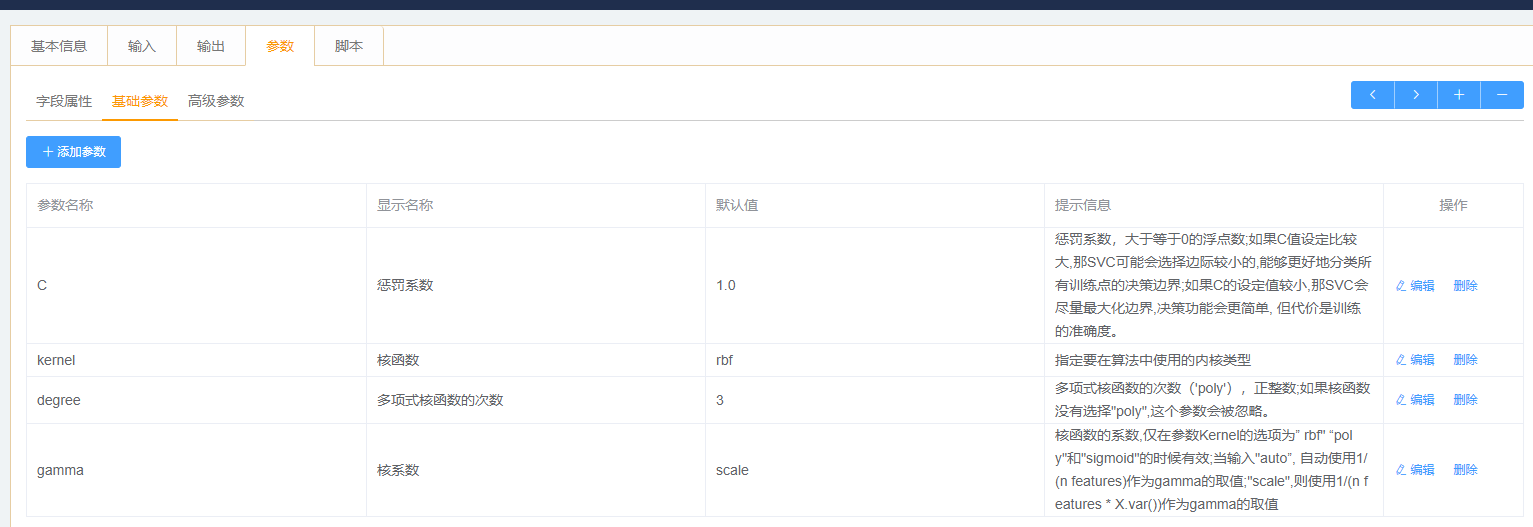 基本信息 输入 输出 参数 脚本
字段属性 基础参数 高级参数
添加参数
参数名称 显示名称 默认值 提示信息 操作
C 惩罚系数 1.0
惩罚系数，大于等于0的浮点数;如果C值设定比较
大,那SVC可能会选择边际较小的,能够更好地分类所
有训练点的决策边界;如果C的设定值较小,那SVC会
尽量最大化边界,决策功能会更简单, 但代价是训练
的准确度。
编辑 删除
kernel 核函数 rbf 指定要在算法中使用的内核类型 编辑 删除
degree 多项式核函数的次数 3
多项式核函数的次数（'poly'），正整数;如果核函数
没有选择"poly",这个参数会被忽略。
编辑 删除
gamma 核系数 scale
核函数的系数,仅在参数Kernel的选项为” rbf" “pol
y"和"sigmoid"的时候有效;当输入"auto”, 自动使用1/
(n features)作为gamma的取值;"scale",则使用1/(n f
eatures * X.var())作为gamma的取值
编辑 删除